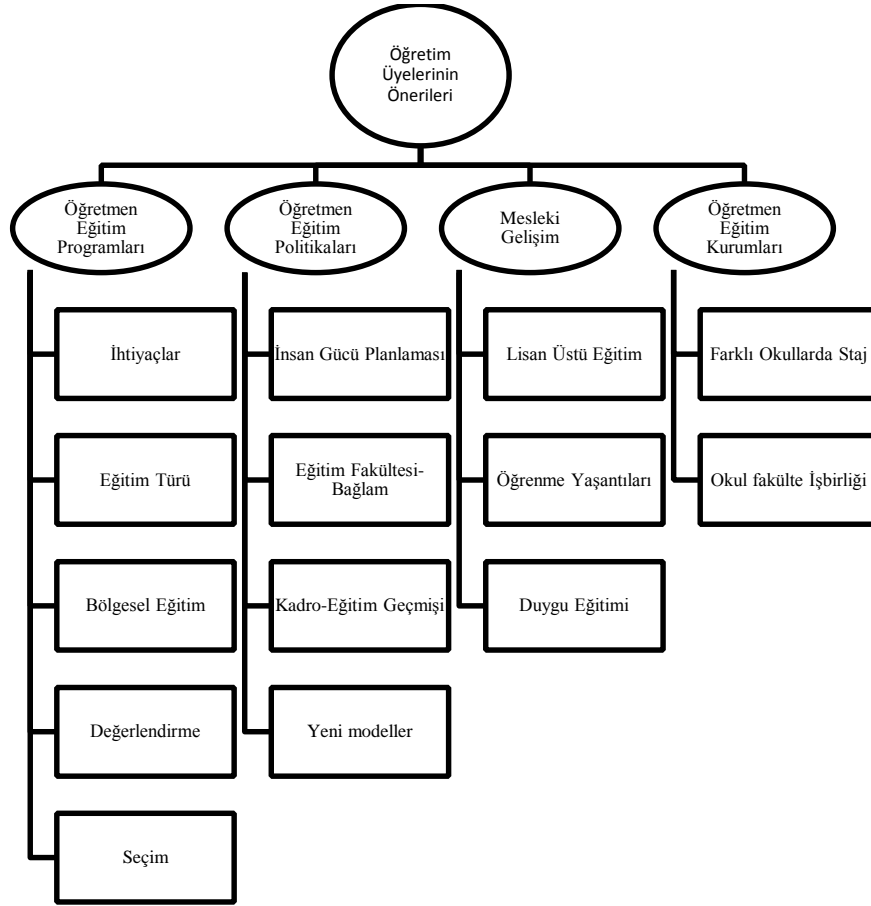 Öğretim
Üyelerinin
Önerileri
Öğretmen
Eğitim
Programları
Öğretmen
Eğitim
Politikaları
Mesleki
Gelişim
Öğretmen
Eğitim
Kurumları
İhtiyaçlar
İnsan Gücü Planlaması
Lisan Üstü Eğitim
Farklı Okullarda Staj
Eğitim Türü
Eğitim Fakültesi-
Bağlam
Öğrenme Yaşantıları
Okul fakülte İşbirliği
Bölgesel Eğitim
Kadro-Eğitim Geçmişi
Duygu Eğitimi
Değerlendirme
Yeni modeller
Seçim